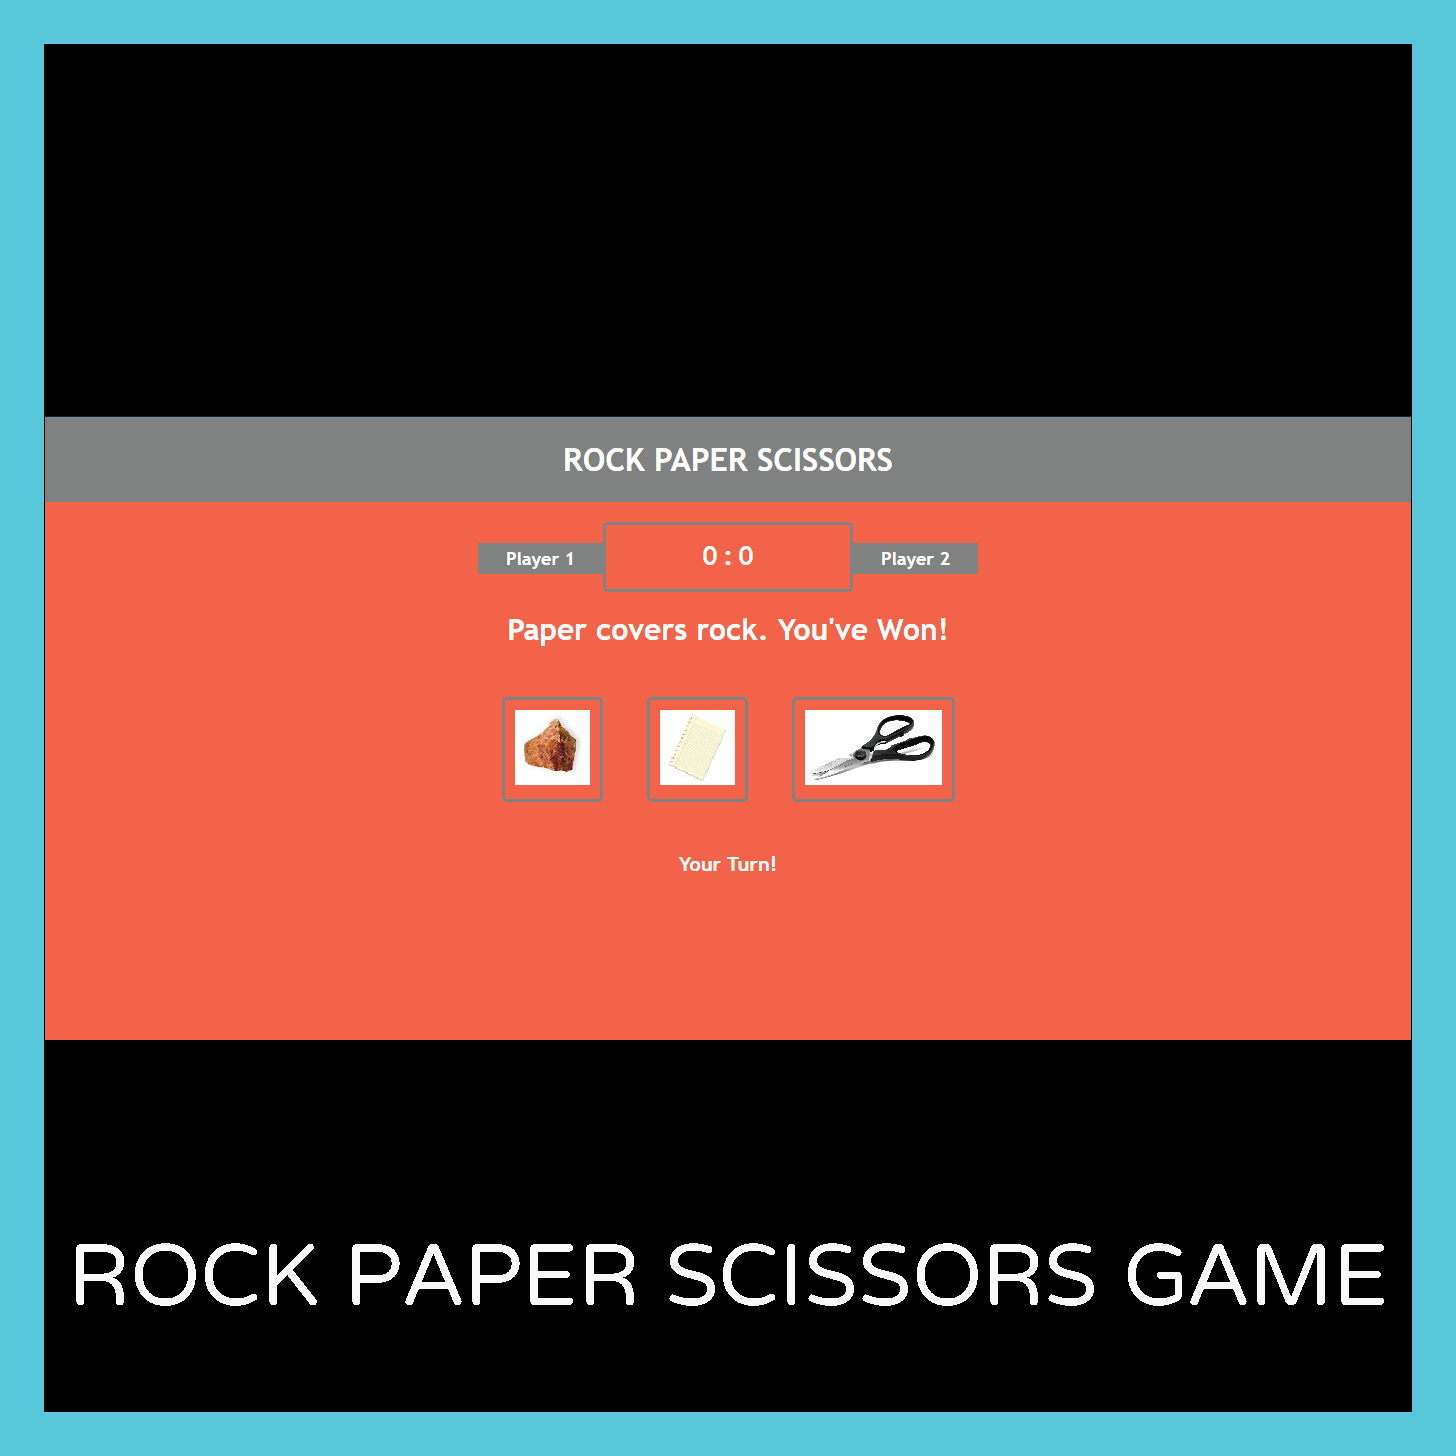 ROCK PAPER SCISSORS
Player 1 0 : 0 Player 2
Paper covers rock. You've Won!
Your Turn!
ROCK PAPER SCISSORS GAME